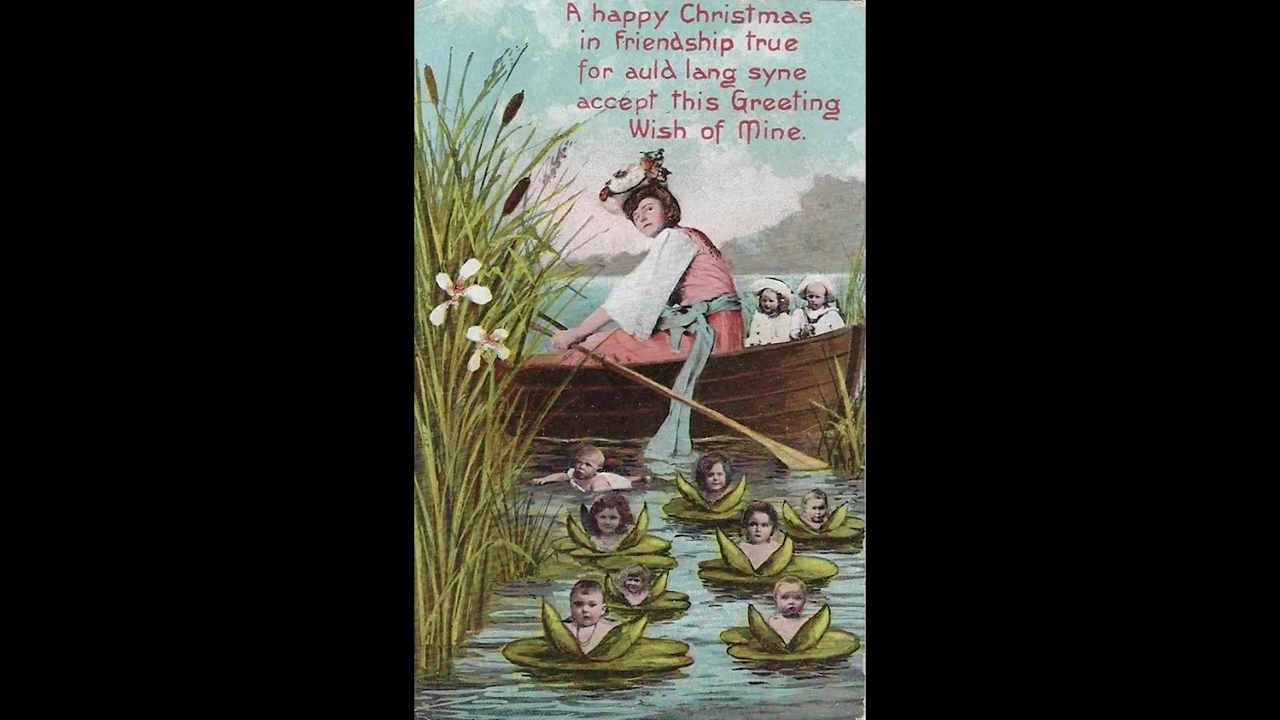 A happy Christmas
in friendship true
for auld lang syne
accept this Greeting
Wish of Mine.